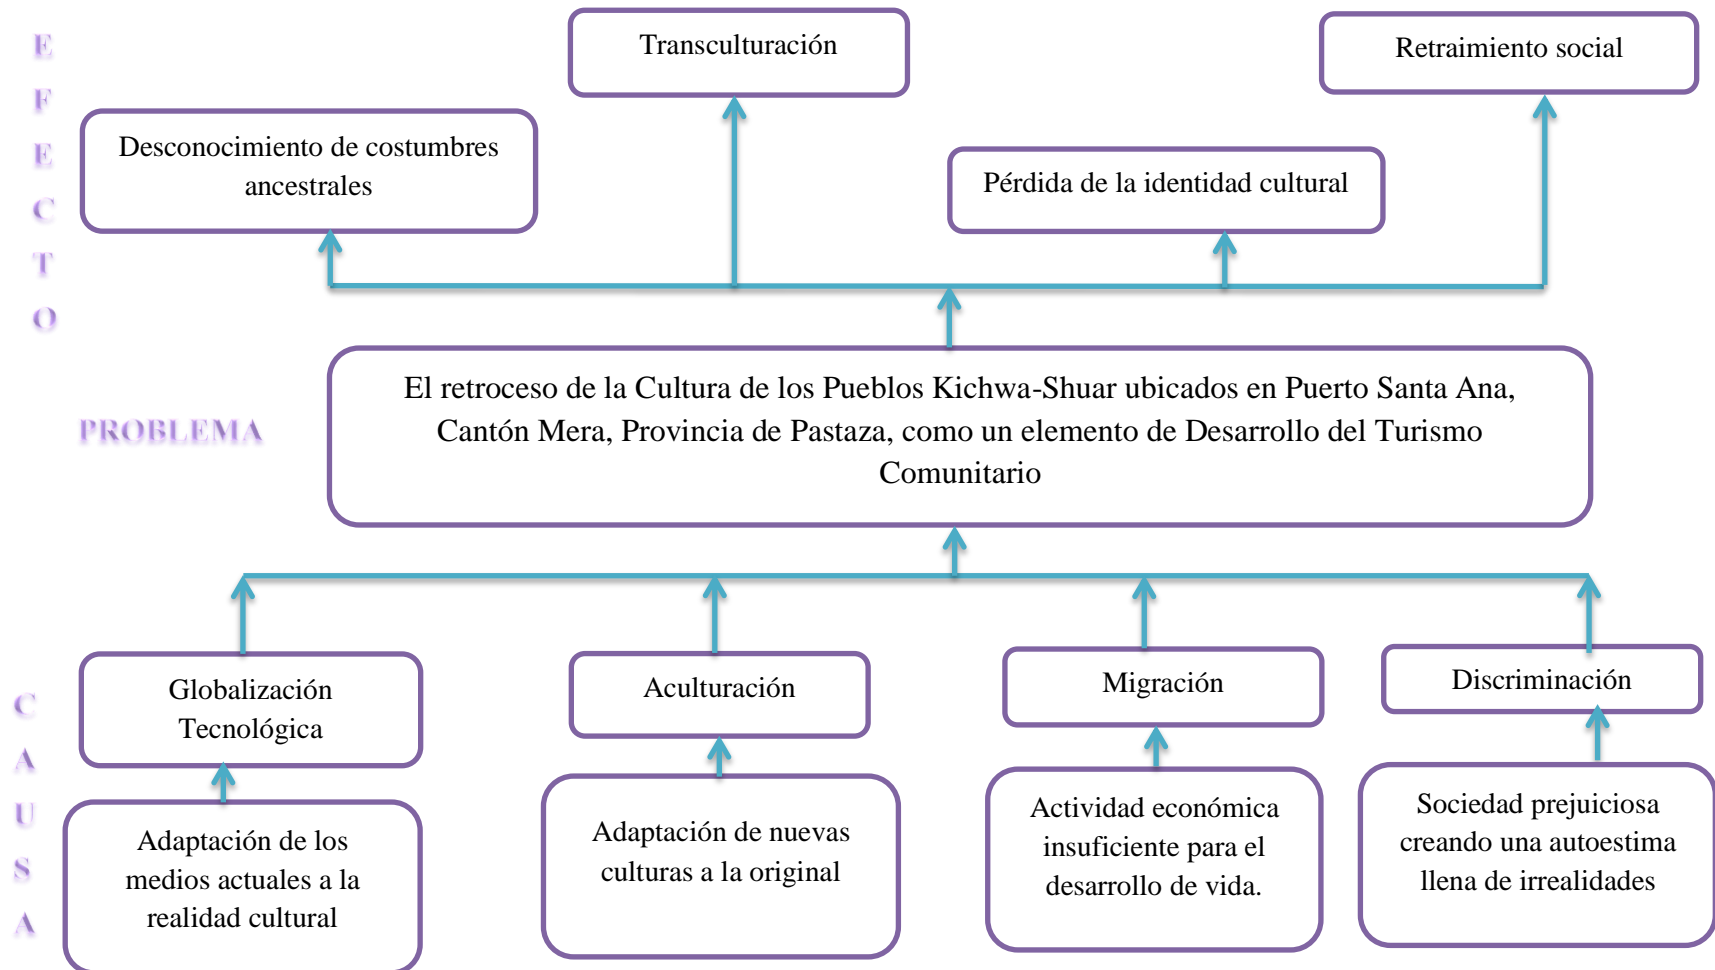 EFECTO
Transculturación
Retraimiento social
Desconocimiento de costumbres
ancestrales
Pérdida de la identidad cultural
PROBLEMA
El retroceso de la Cultura de los Pueblos Kichwa-Shuar ubicados en Puerto Santa Ana,
Cantón Mera, Provincia de Pastaza, como un elemento de Desarrollo del Turismo
Comunitario
CAUSA
Globalización
Tecnológica
Aculturación
Migración
Discriminación
Adaptación de los
medios actuales a la
realidad cultural
Adaptación de nuevas
culturas a la original
Actividad económica
insuficiente para el
desarrollo de vida.
Sociedad prejuiciosa
creando una autoestima
llena de irrealidades